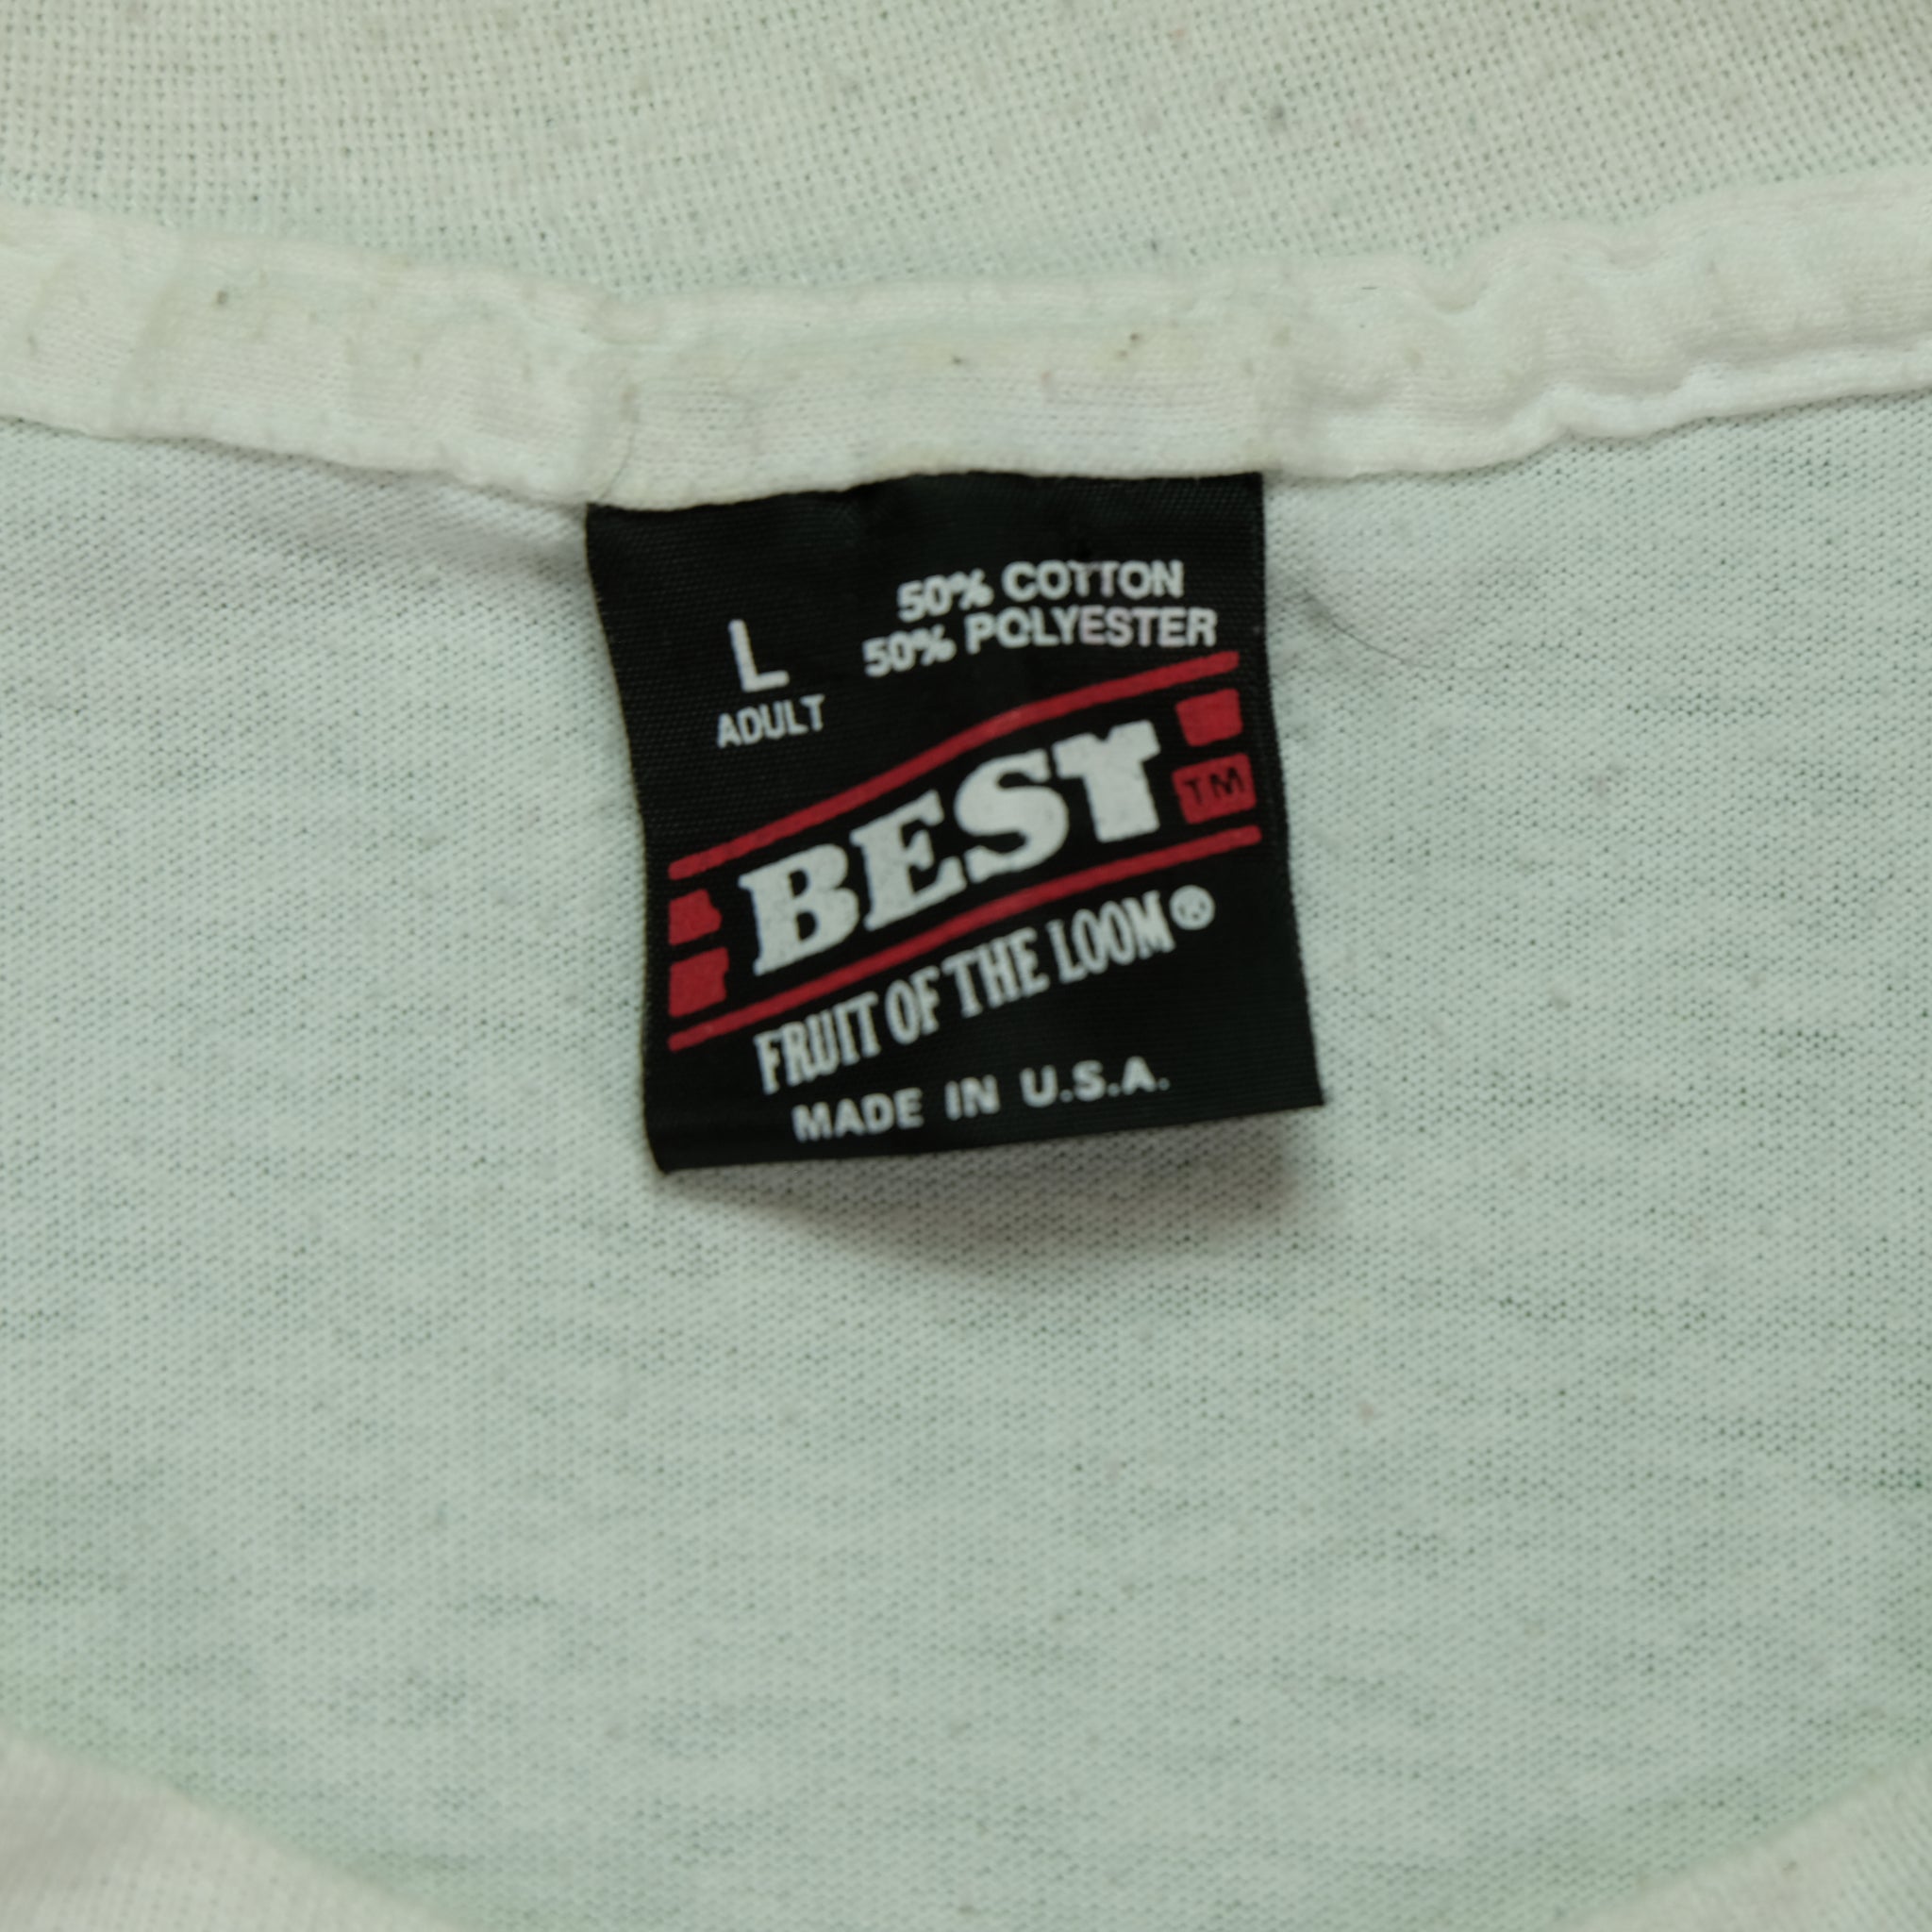 50% COTTON
50% POLYESTER
L
ADULT
BEST
TM
FRUIT OF THE LOOM®
MADE IN U.S.A.